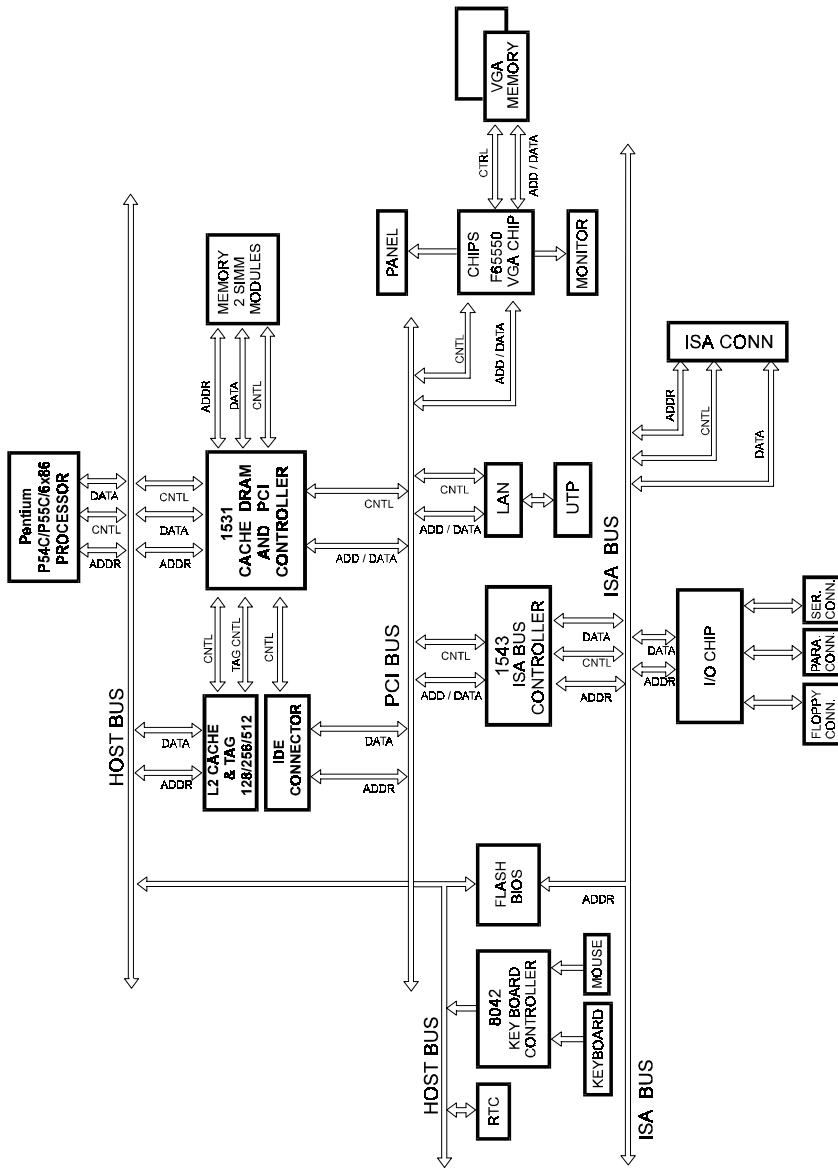 Pentium
P54C/P55C/6x86
PROCESSOR
ADDR
CNTL
DATA
HOST BUS
ADDR
DATA
ADDR
DATA
CNTL
L2 CACHE
& TAG
128/256/512
CNTL
TAG CNTL
1531
CACHE DRAM
AND PCI
CONTROLLER
ADDR
DATA
CNTL
MEMORY
2 SIMM
MODULES
IDE
CONNECTOR
CNTL
ADDR
DATA
ADD / DATA
CNTL
PCI BUS
PANEL
CNTL
ADD / DATA
CHIPS
F65550
VGA CHIP
CTRL
ADD / DATA
VGA
MEMORY
MONITOR
HOST BUS
RTC
8042
KEY BOARD
CONTROLLER
KEYBOARD
MOUSE
FLASH
BIOS
ADDR
ADD / DATA
CNTL
1543
ISA BUS
CONTROLLER
ADDR
CNTL
DATA
ADD / DATA
CNTL
LAN
UTP
ISA BUS
ISA BUS
ADDR
DATA
I/O CHIP
FLOPPY
CONN.
PARA.
CONN.
SER.
CONN.
ADDR
CNTL
DATA
ISA CONN